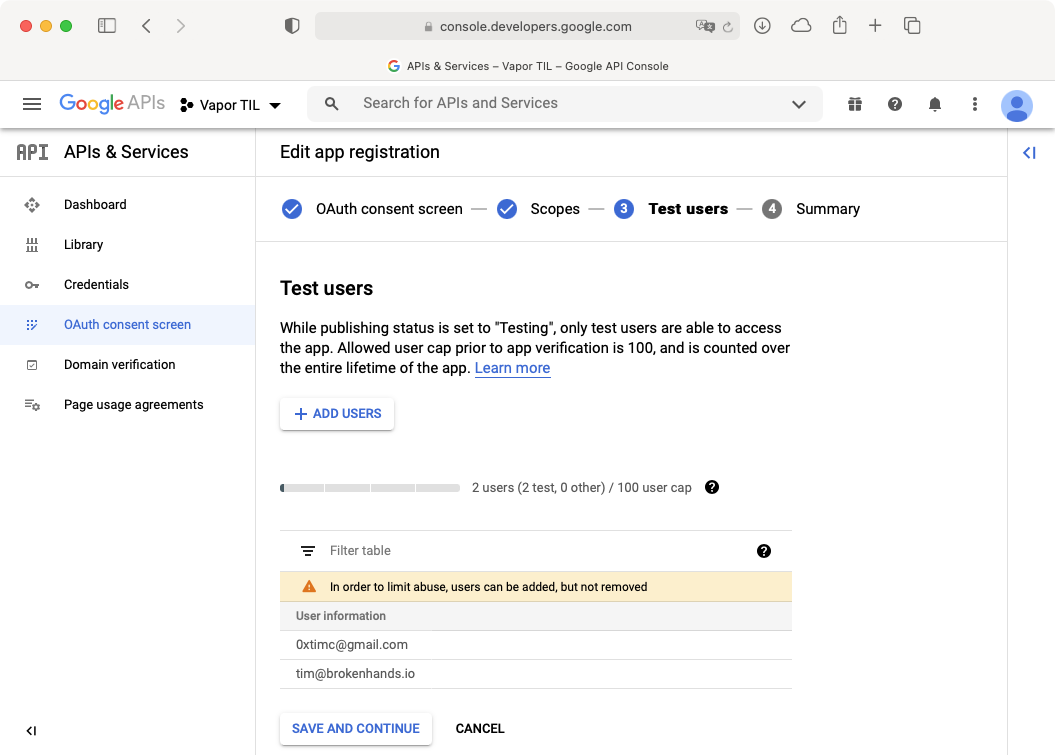 console.developers.google.com
APIs & Services – Vapor TIL – Google API Console
Google APIs
Vapor TIL
Search for APIs and Services
API APIs & Services
Edit app registration
Dashboard
Library
Credentials
OAuth consent screen
Domain verification
Page usage agreements
OAuth consent screen — Scopes — 3 Test users — 4 Summary
Test users
While publishing status is set to "Testing", only test users are able to access
the app. Allowed user cap prior to app verification is 100, and is counted over
the entire lifetime of the app. Learn more
+ ADD USERS
2 users (2 test, 0 other) / 100 user cap
Filter table
In order to limit abuse, users can be added, but not removed
User information
0xtimc@gmail.com
tim@brokenhands.io
SAVE AND CONTINUE
CANCEL